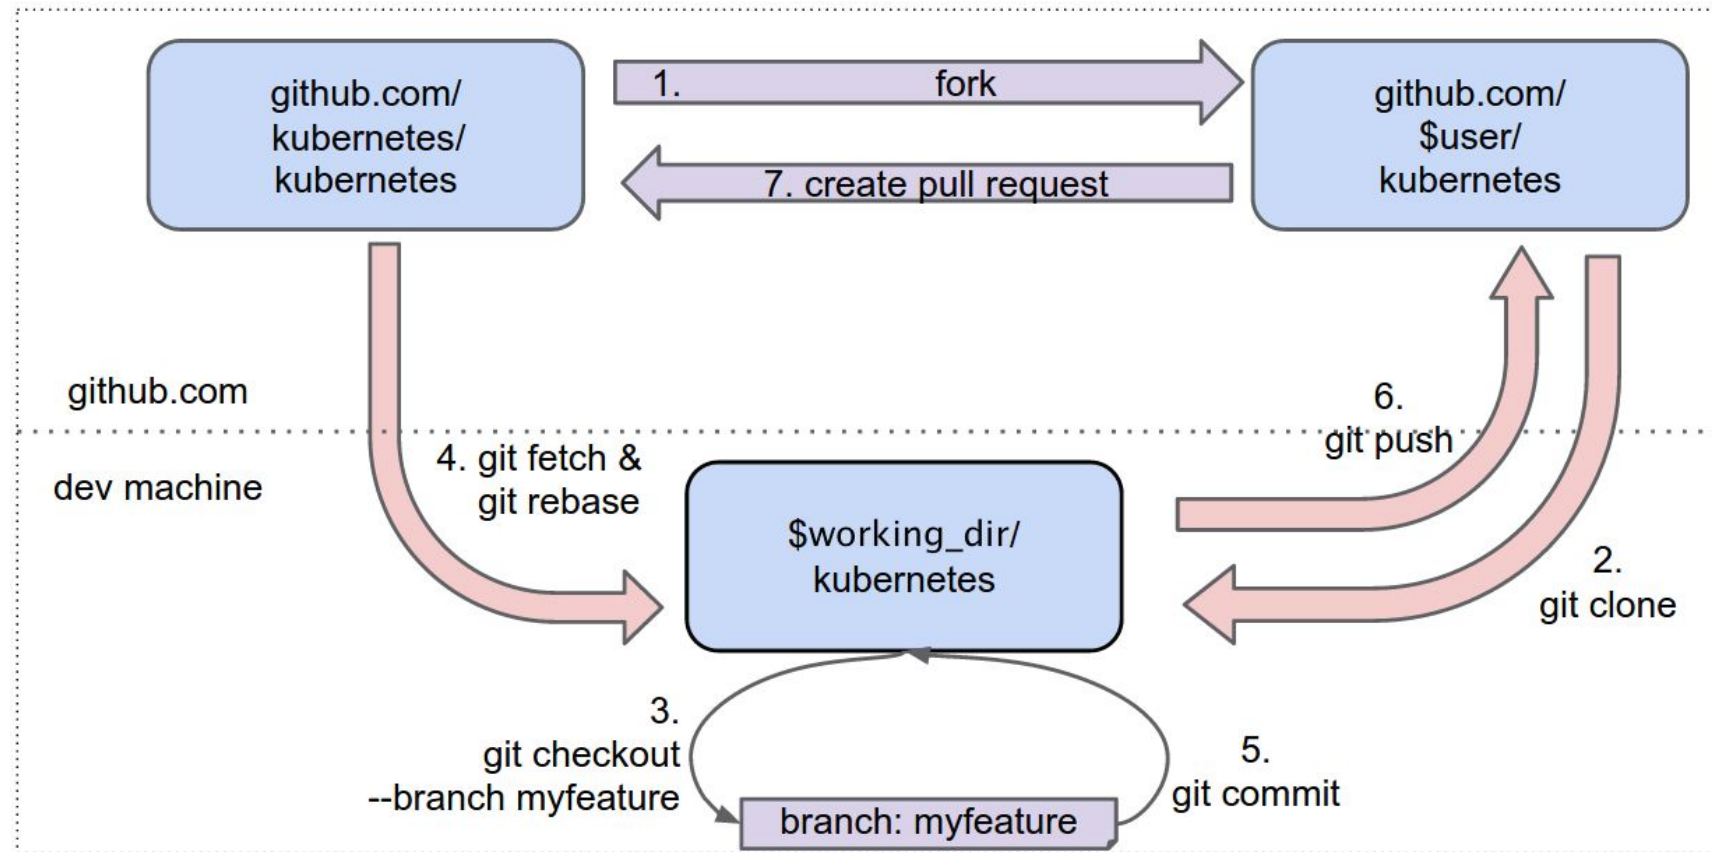 github.com/
kubernetes/
kubernetes
1. fork
github.com/
$user/
kubernetes
7. create pull request
github.com
6.
git push
4. git fetch &
git rebase
dev machine
$working_dir/
kubernetes
2.
git clone
3.
git checkout
--branch myfeature
5.
git commit
branch: myfeature